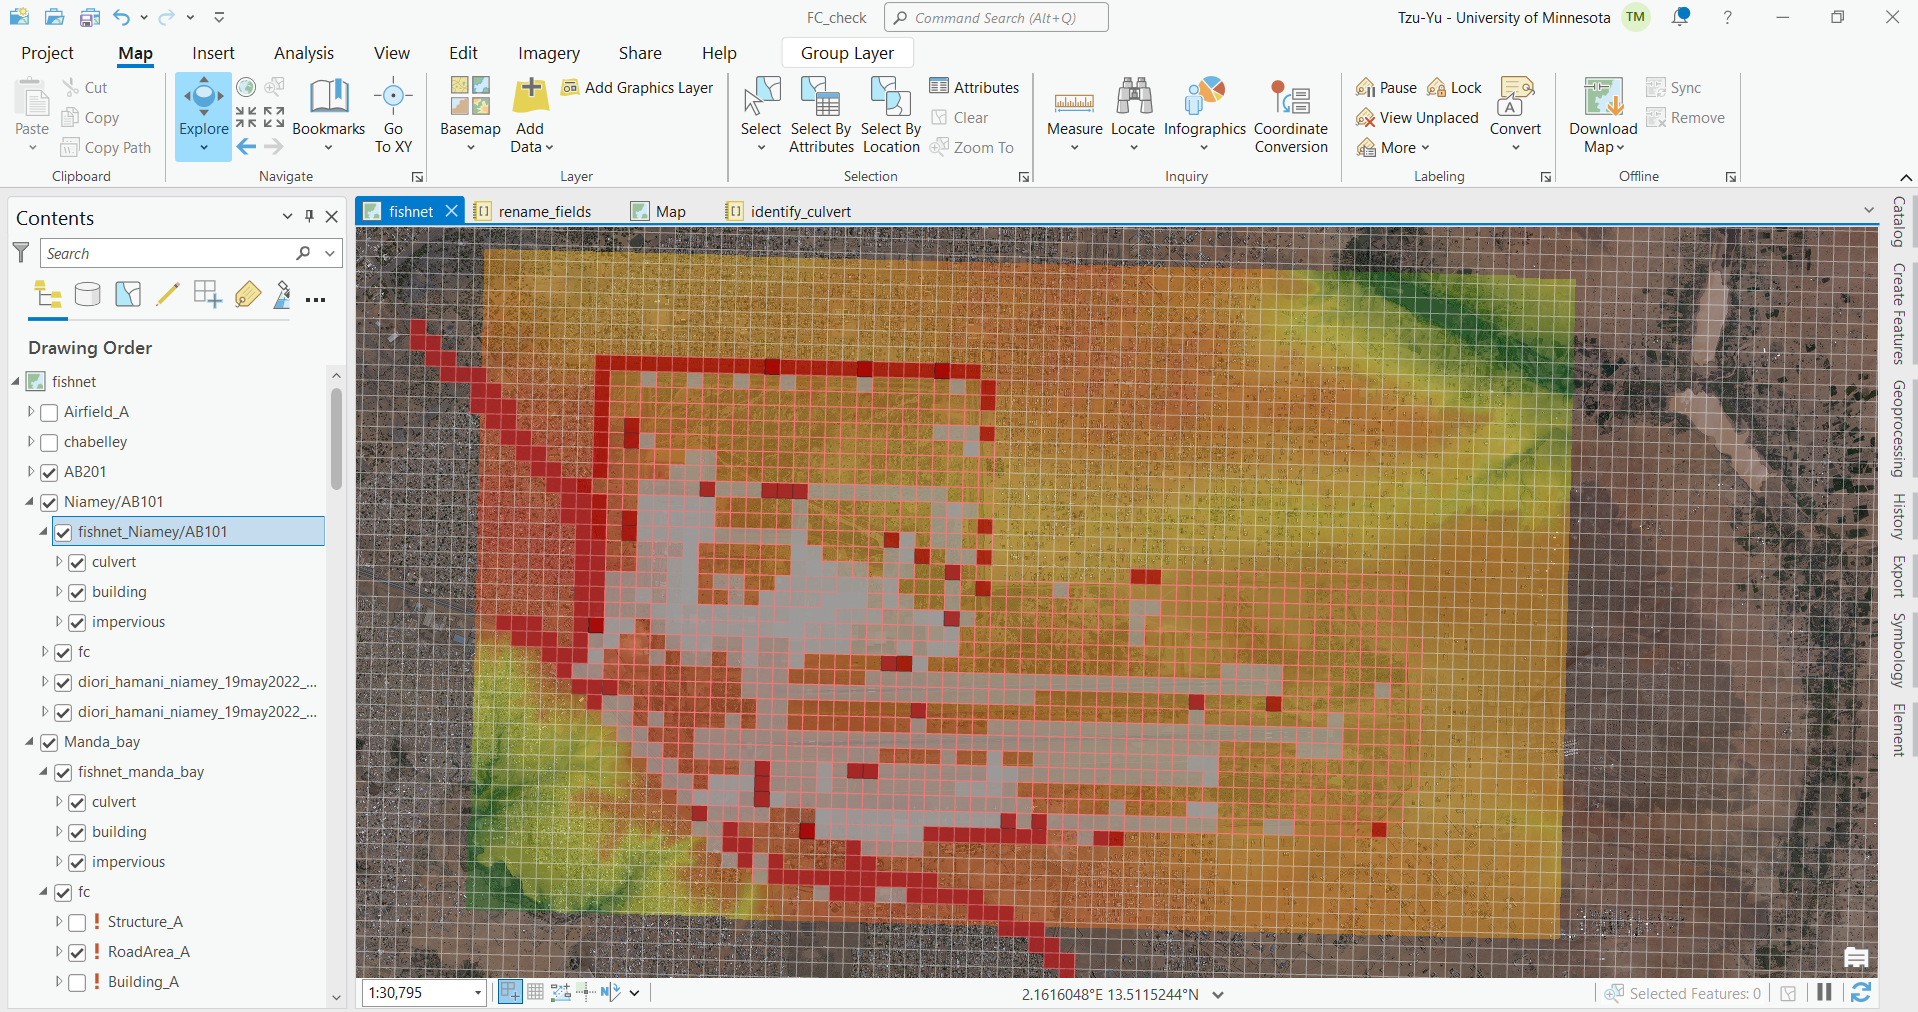 FC_check
Command Search (Alt+Q)
Tzu-Yu - University of Minnesota
TM
?
Project
Map
Insert
Analysis
View
Edit
Imagery
Share
Help
Group Layer
Paste
Cut
Copy
Copy Path
Clipboard
Explore
Bookmarks
Go
To XY
Navigate
Basemap
Add
Data
Add Graphics Layer
Layer
Select
Select By
Attributes
Select By
Location
Attributes
Clear
Zoom To
Selection
Measure
Locate
Infographics
Coordinate
Conversion
Inquiry
Pause
Lock
View Unplaced
More
Convert
Labeling
Download
Map
Sync
Remove
Offline
Contents
Search
Drawing Order
fishnet
Airfield_A
chabelley
AB201
Niamey/AB101
fishnet_Niamey/AB101
culvert
building
impervious
fc
diori_hamani_niamey_19may2022_...
diori_hamani_niamey_19may2022_...
Manda_bay
fishnet_manda_bay
culvert
building
impervious
fc
! Structure_A
! RoadArea_A
! Building_A
fishnet
rename_fields
Map
identify_culvert
1:30,795
2.1616048°E 13.5115244°N
Selected Features: 0
Catalog
Create Features
Geoprocessing
History
Export
Symbology
Element